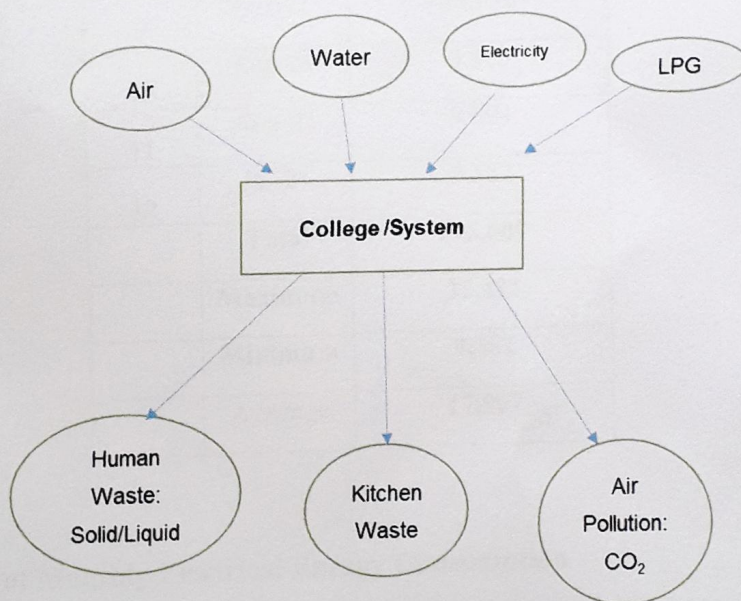 Air
Water
Electricity
LPG
College/System
Human
Waste:
Solid/Liquid
Kitchen
Waste
Air
Pollution:
CO₂